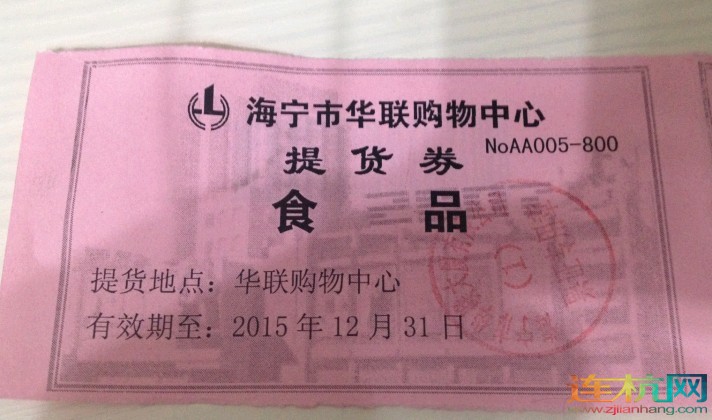 海宁市华联购物中心
NoAA005-800
提货券
食品
提货地点：华联购物中心
有效期至：2015年12月31日
(1)
连杭网
www.zjlianhang.com